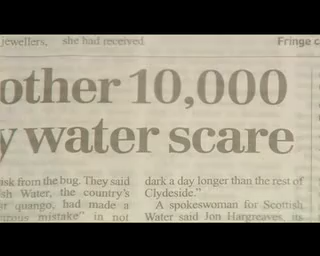 jewellers, she had received
Fringe c
other 10,000
y water scare
isk from the bug. They said
sh Water, the country's
r quango, had made a
urous mistake" in not
dark a day longer than the rest of
Clydeside."
A spokeswoman for Scottish
Water said Jon Hargreaves, its